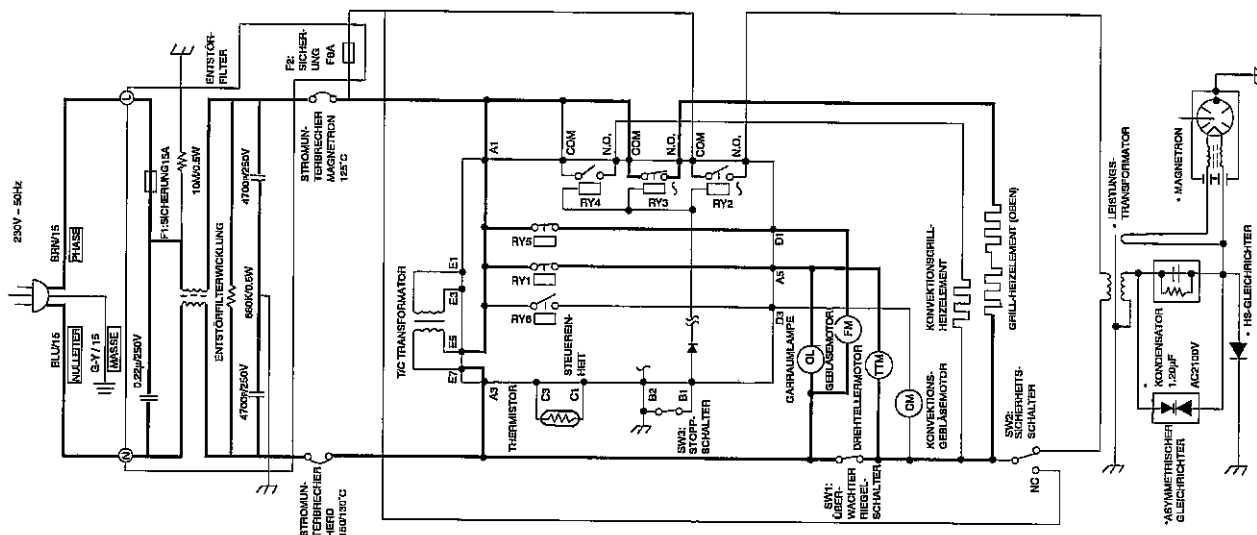 230V ~ 50Hz
BRN/15
PHASE
BLU/15
NULLEITER
G-Y / 15
MASSE
L
N
F1:SICHERUNG15A
0.22µ/250V
ENTSTÖR-
FILTER
10M/0.5W
ENTSTÖRFILTERWICKLUNG
4700p/250V
680K/0.5W
4700p/250V
F2:
SICHER-
UNG
F8A
STROMUN-
TERBRECHER
MAGNETRON
125°C
STROMUN-
TERBRECHER
HERD
150/130°C
T/C TRANSFORMATOR
E1
E3
E5
E7
A1
A3
COM
N.O.
COM
N.O.
COM
N.O.
RY4
RY3
RY2
RY5
RY1
RY6
D1
A5
D3
THERMISTOR
C3
C1
STEUEREIN-
HEIT
B2
B1
SW3:
STOPP-
SCHALTER
OL
GARRAUMLAMPE
FM
GEBLÄSEMOTOR
TTM
DREHTELLERMOTOR
CM
KONVEKTIONS-
GEBLÄSEMOTOR
KONVEKTIONSGRILL-
HEIZELEMENT
GRILL-HEIZELEMENT (OBEN)
SW1:
ÜBER-
WACHTER
RIEGEL-
SCHALTER
SW2:
SICHERHEITS-
SCHALTER
NC
* LEISTUNGS-
TRANSFORMATOR
* MAGNETRON
* KONDENSATOR
1.20µF
AC2100V
* HS-GLEICHRICHTER
*ASYMMETRISCHER
GLEICHRICHTER